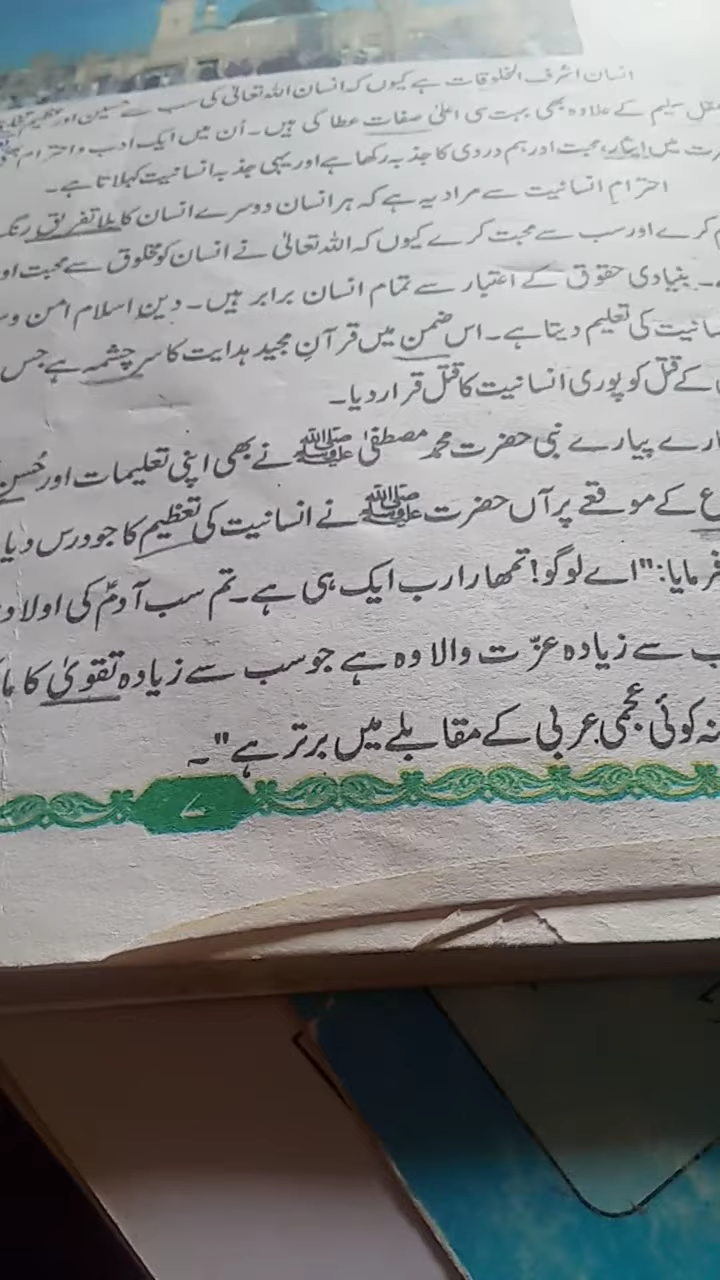 انسان اشرف المخلوقات ہے کیوں کہ انسان اللہ تعالیٰ کی سب سے حسین اور
سلیم کے علاوہ بھی بہت سی اعلیٰ صفات عطا کی ہیں۔ اُن میں ایک ادب و احترام
میں ایثار، محبت اور ہم دردی کا جذبہ رکھا ہے اور یہی جذبہ انسانیت کہلاتا ہے۔
احترامِ انسانیت سے مراد یہ ہے کہ ہر انسان دوسرے انسان کا بلا تفریق رنگ
کرے اور سب سے محبت کرے کیوں کہ اللہ تعالیٰ نے انسان کو مخلوق سے محبت او
۔ بنیادی حقوق کے اعتبار سے تمام انسان برابر ہیں۔ دینِ اسلام امن و
سانیت کی تعلیم دیتا ہے۔ اس ضمن میں قرآنِ مجید ہدایت کا سرچشمہ ہے جس
کے قتل کو پوری انسانیت کا قتل قرار دیا۔
ارے پیارے نبی حضرت محمد مصطفیٰ ﷺ نے بھی اپنی تعلیمات اور حُسنِ
ع کے موقعے پر آں حضرت ﷺ نے انسانیت کی تعظیم کا جو درس دیا
فرمایا: "اے لوگو! تمھارا رب ایک ہی ہے۔ تم سب آدمؑ کی اولاد
ب سے زیادہ عزّت والا وہ ہے جو سب سے زیادہ تقویٰ کا ما
نہ کوئی عجمی عربی کے مقابلے میں برتر ہے"۔
۷